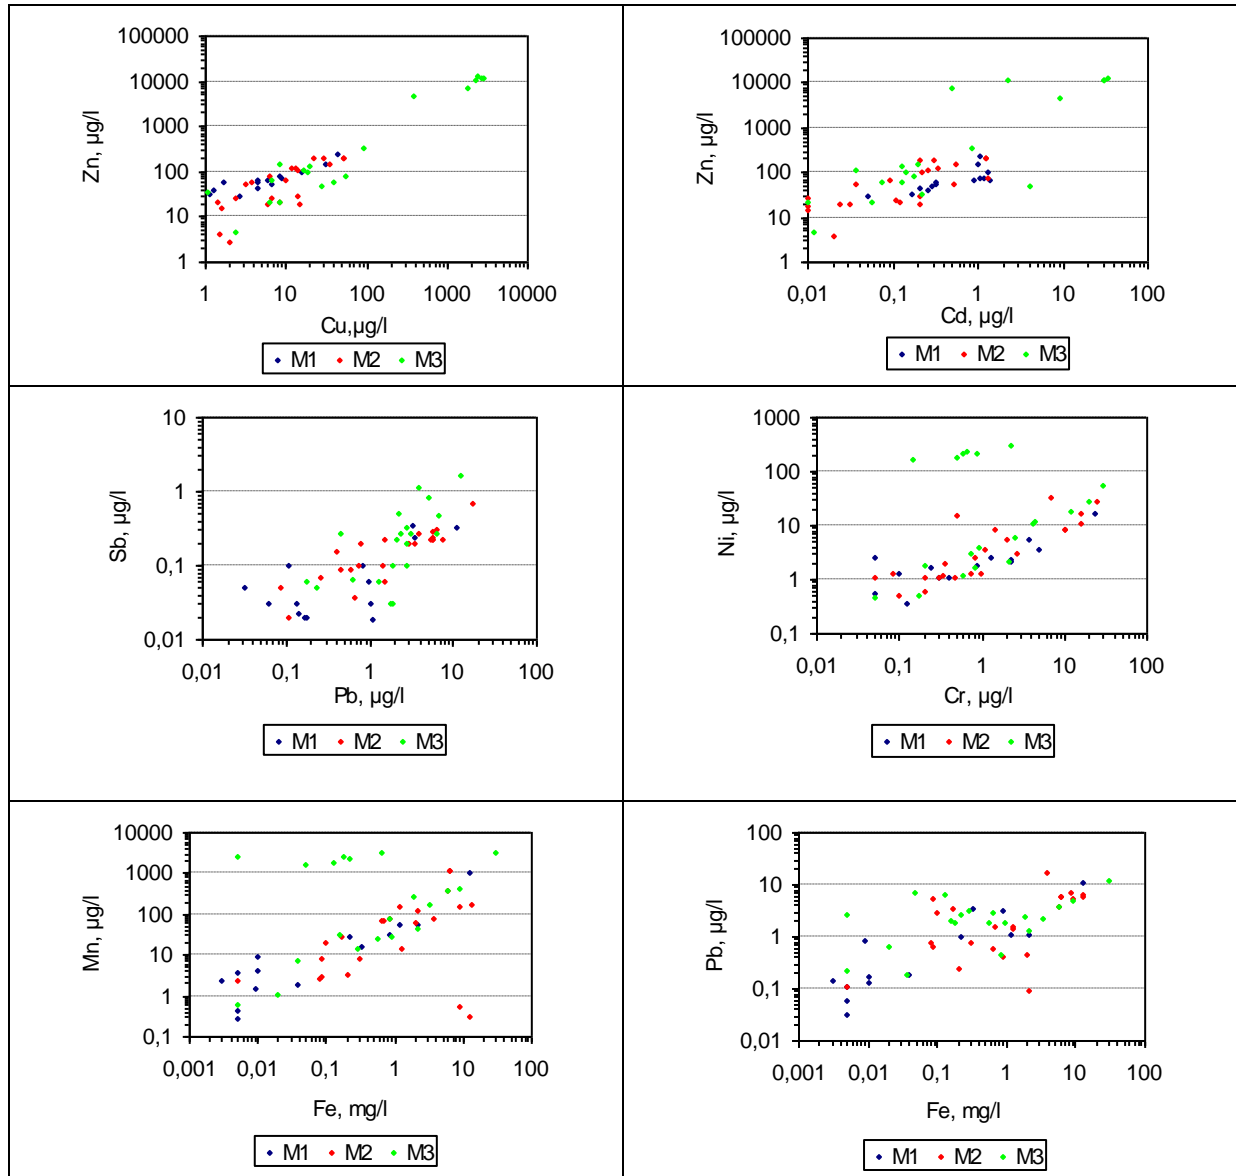 100000
10000
1000
100
10
1
Zn, µg/l
1 10 100 1000 10000
Cu,µg/l
M1 M2 M3
100000
10000
1000
100
10
1
Zn, µg/l
0,01 0,1 1 10 100
Cd, µg/l
M1 M2 M3
10
1
0,1
0,01
Sb, µg/l
0,01 0,1 1 10 100
Pb, µg/l
M1 M2 M3
1000
100
10
1
0,1
Ni, µg/l
0,01 0,1 1 10 100
Cr, µg/l
M1 M2 M3
10000
1000
100
10
1
0,1
Mn, µg/l
0,001 0,01 0,1 1 10 100
Fe, mg/l
M1 M2 M3
100
10
1
0,1
0,01
Pb, µg/l
0,001 0,01 0,1 1 10 100
Fe, mg/l
M1 M2 M3